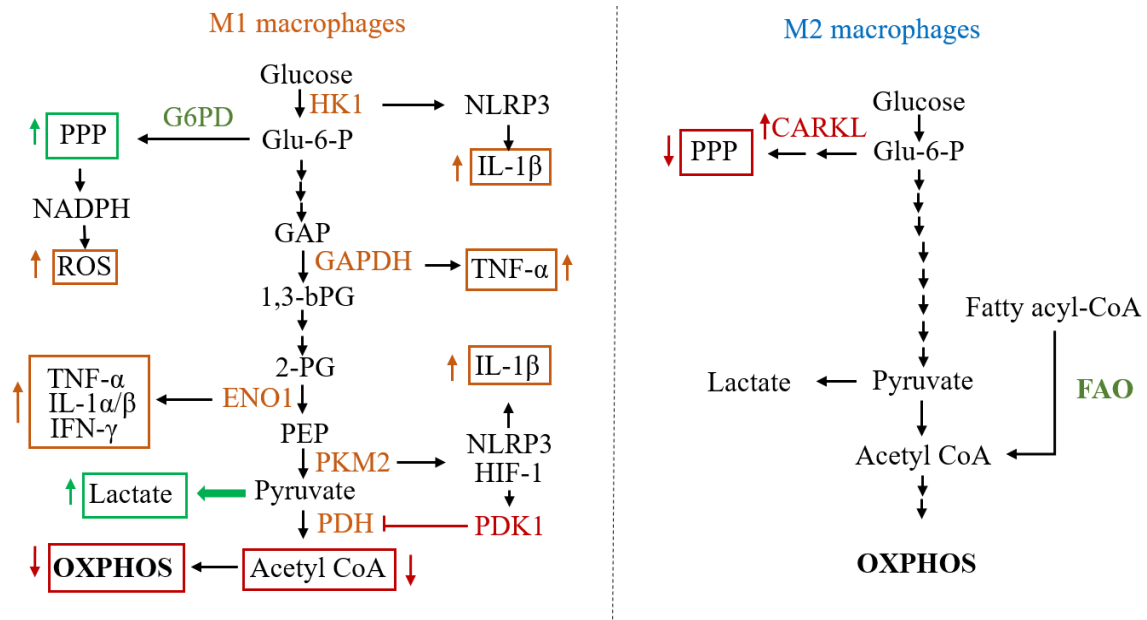 M1 macrophages
Glucose
HK1
NLRP3
G6PD
PPP
Glu-6-P
IL-1β
NADPH
GAP
ROS
GAPDH
TNF-α
1,3-bPG
2-PG
IL-1β
TNF-α
IL-1α/β
IFN-γ
ENO1
PEP
NLRP3
HIF-1
PKM2
Lactate
Pyruvate
PDH
PDK1
OXPHOS
Acetyl CoA
M2 macrophages
Glucose
CARKL
PPP
Glu-6-P
Fatty acyl-CoA
Lactate
Pyruvate
FAO
Acetyl CoA
OXPHOS